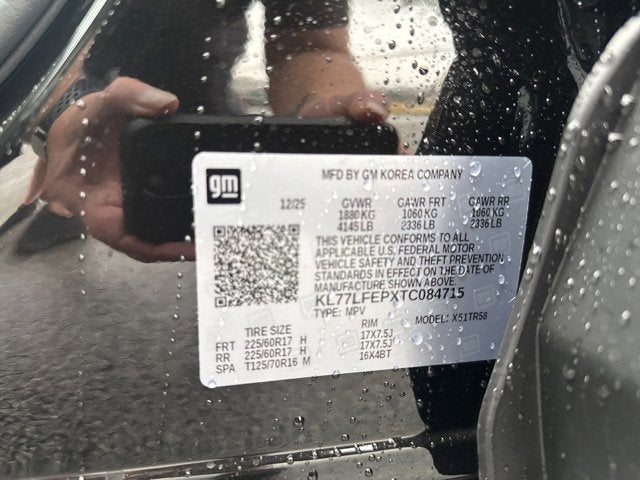 gm
MFD BY GM KOREA COMPANY
12/25 GVWR GAWR FRT GAWR RR
1880 KG 1060 KG 1060 KG
4145 LB 2336 LB 2336 LB
THIS VEHICLE CONFORMS TO ALL
APPLICABLE U.S. FEDERAL MOTOR
VEHICLE SAFETY AND THEFT PREVENTION
STANDARDS IN EFFECT ON THE DATE OF
MANUFACTURE SHOWN ABOVE.
KL77LFEPXTC084715
TYPE: MPV MODEL: X51TR58
TIRE SIZE RIM
FRT 225/60R17 H 17X7.5J
RR 225/60R17 H 17X7.5J
SPA T125/70R16 M 16X4BT